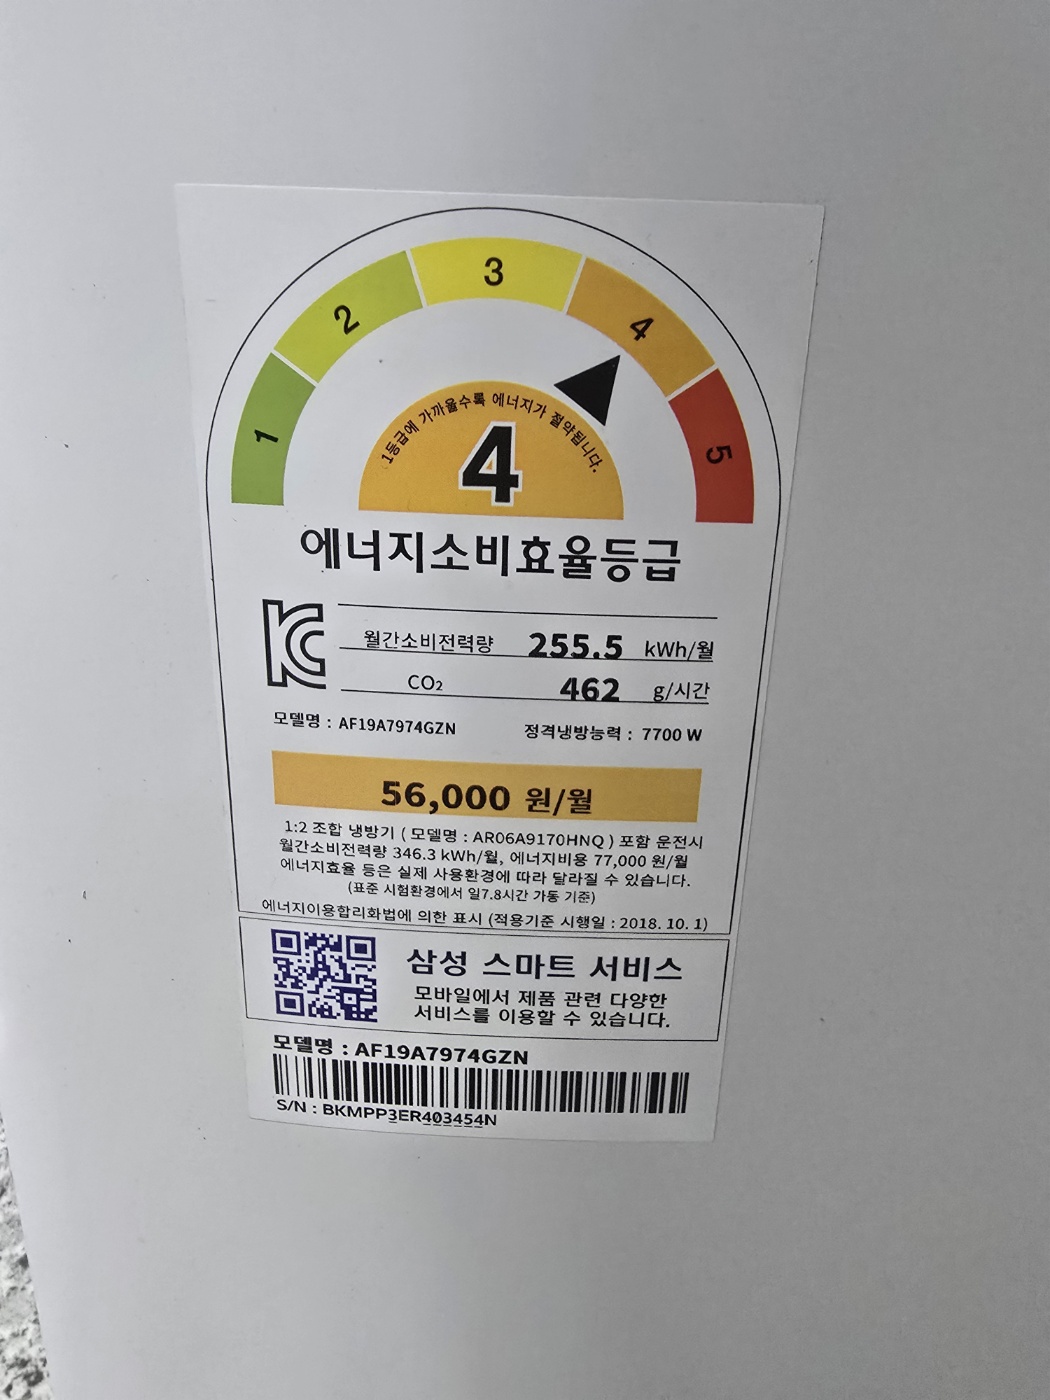 1
2
3
4
5
1등급에 가까울수록 에너지가 절약됩니다.
4
에너지소비효율등급
월간소비전력량 255.5 kWh/월
CO₂ 462 g/시간
모델명 : AF19A7974GZN 정격냉방능력 : 7700 W
56,000 원/월
1:2 조합 냉방기 ( 모델명 : AR06A9170HNQ ) 포함 운전시
월간소비전력량 346.3 kWh/월, 에너지비용 77,000 원/월
에너지효율 등은 실제 사용환경에 따라 달라질 수 있습니다.
(표준 시험환경에서 일7.8시간 가동 기준)
에너지이용합리화법에 의한 표시 (적용기준 시행일 : 2018. 10. 1)
삼성 스마트 서비스
모바일에서 제품 관련 다양한
서비스를 이용할 수 있습니다.
모델명 : AF19A7974GZN
S/N : BKMPP3ER403454N